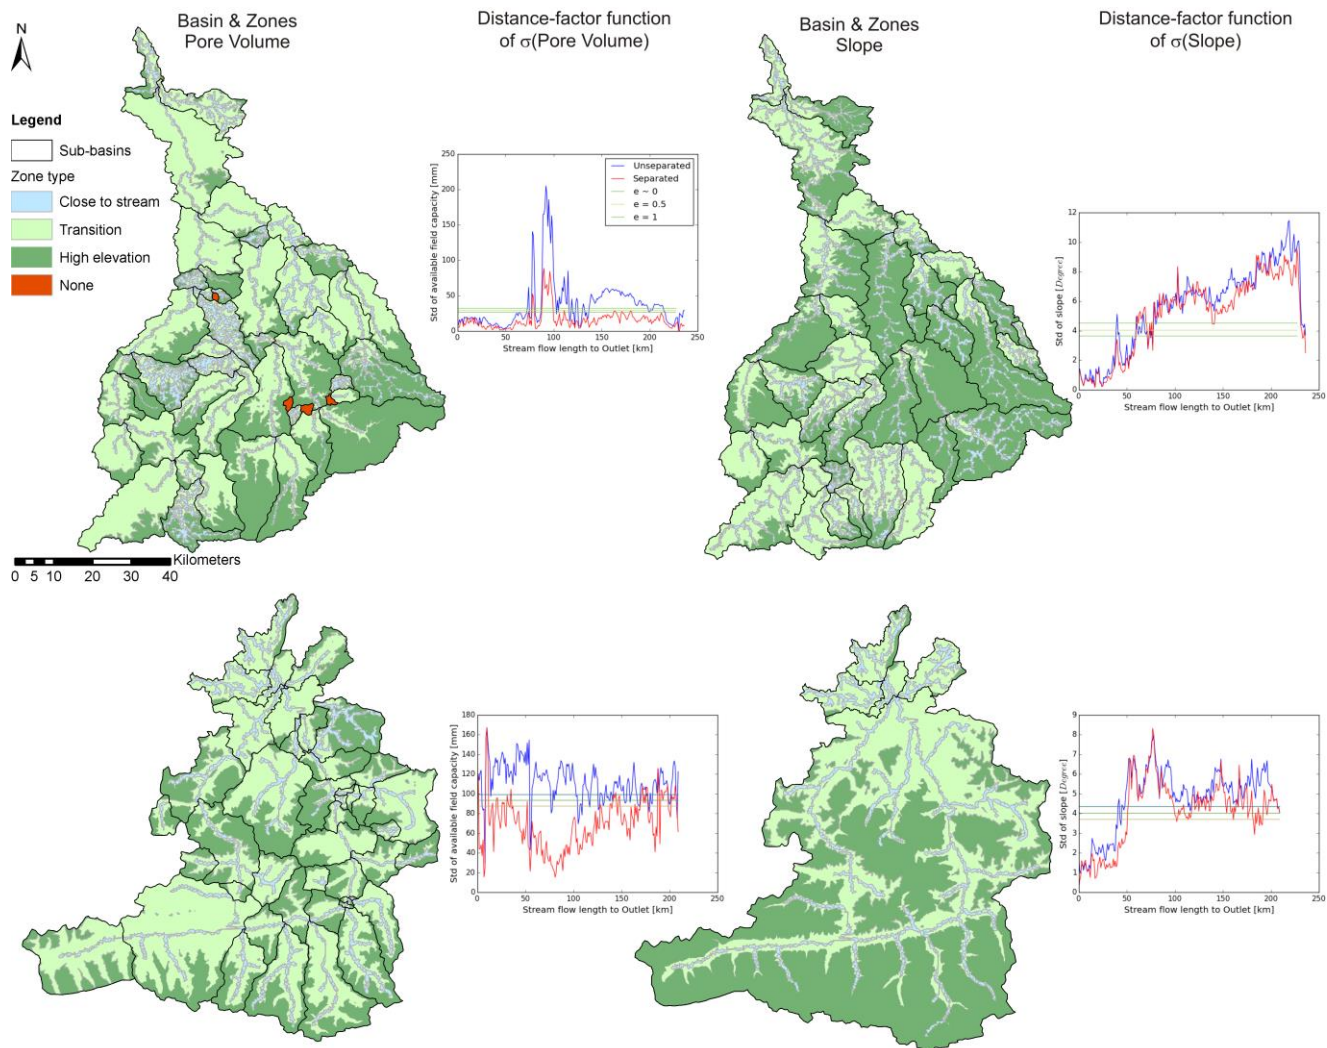 Basin & Zones
Pore Volume
Distance-factor function
of σ(Pore Volume)
Basin & Zones
Slope
Distance-factor function
of σ(Slope)
N
Legend
Sub-basins
Zone type
Close to stream
Transition
High elevation
None
250
200
150
100
50
0
0 50 100 150 200 250
Std of available field capacity [mm]
Stream flow length to Outlet [km]
Unseparated
Separated
e ~ 0
e = 0.5
e = 1
12
10
8
6
4
2
0
0 50 100 150 200 250
Std of slope [Degree]
Stream flow length to Outlet [km]
Kilometers
0 5 10 20 30 40
180
160
140
120
100
80
60
40
20
0
0 50 100 150 200 250
Std of available field capacity [mm]
Stream flow length to Outlet [km]
9
8
7
6
5
4
3
2
1
0
0 50 100 150 200 250
Std of slope [Degree]
Stream flow length to Outlet [km]